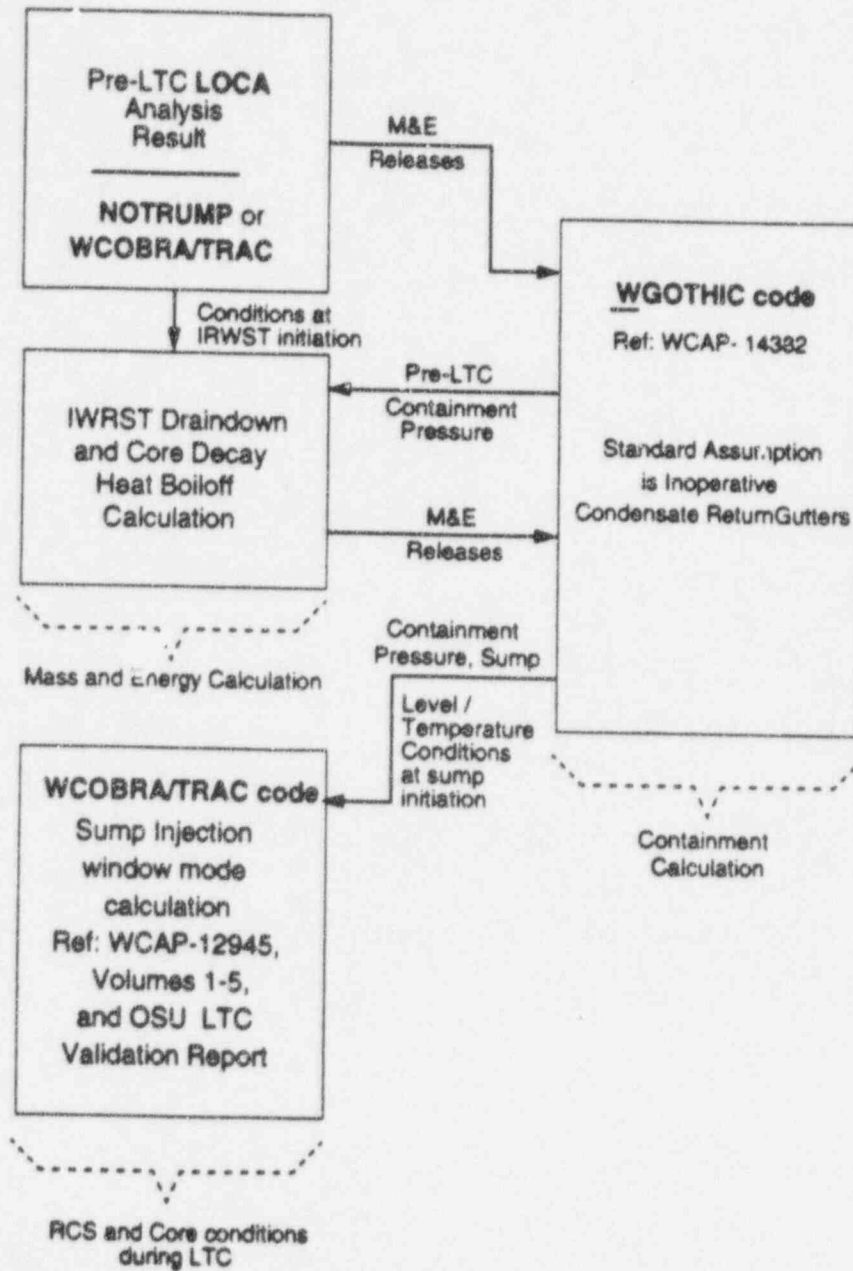 Pre-LTC LOCA
Analysis
Result
NOTRUMP or
WCOBRA/TRAC
M&E
Releases
Conditions at
IRWST initiation
IWRST Draindown
and Core Decay
Heat Boiloff
Calculation
Pre-LTC
Containment
Pressure
M&E
Releases
WGOTHIC code
Ref: WCAP- 14382
Standard Assumption
is Inoperative
Condensate ReturnGutters
Mass and Energy Calculation
Containment
Pressure, Sump
Level /
Temperature
Conditions
at sump
initiation
Containment
Calculation
WCOBRA/TRAC code
Sump Injection
window mode
calculation
Ref: WCAP-12945,
Volumes 1-5,
and OSU LTC
Validation Report
RCS and Core conditions
during LTC